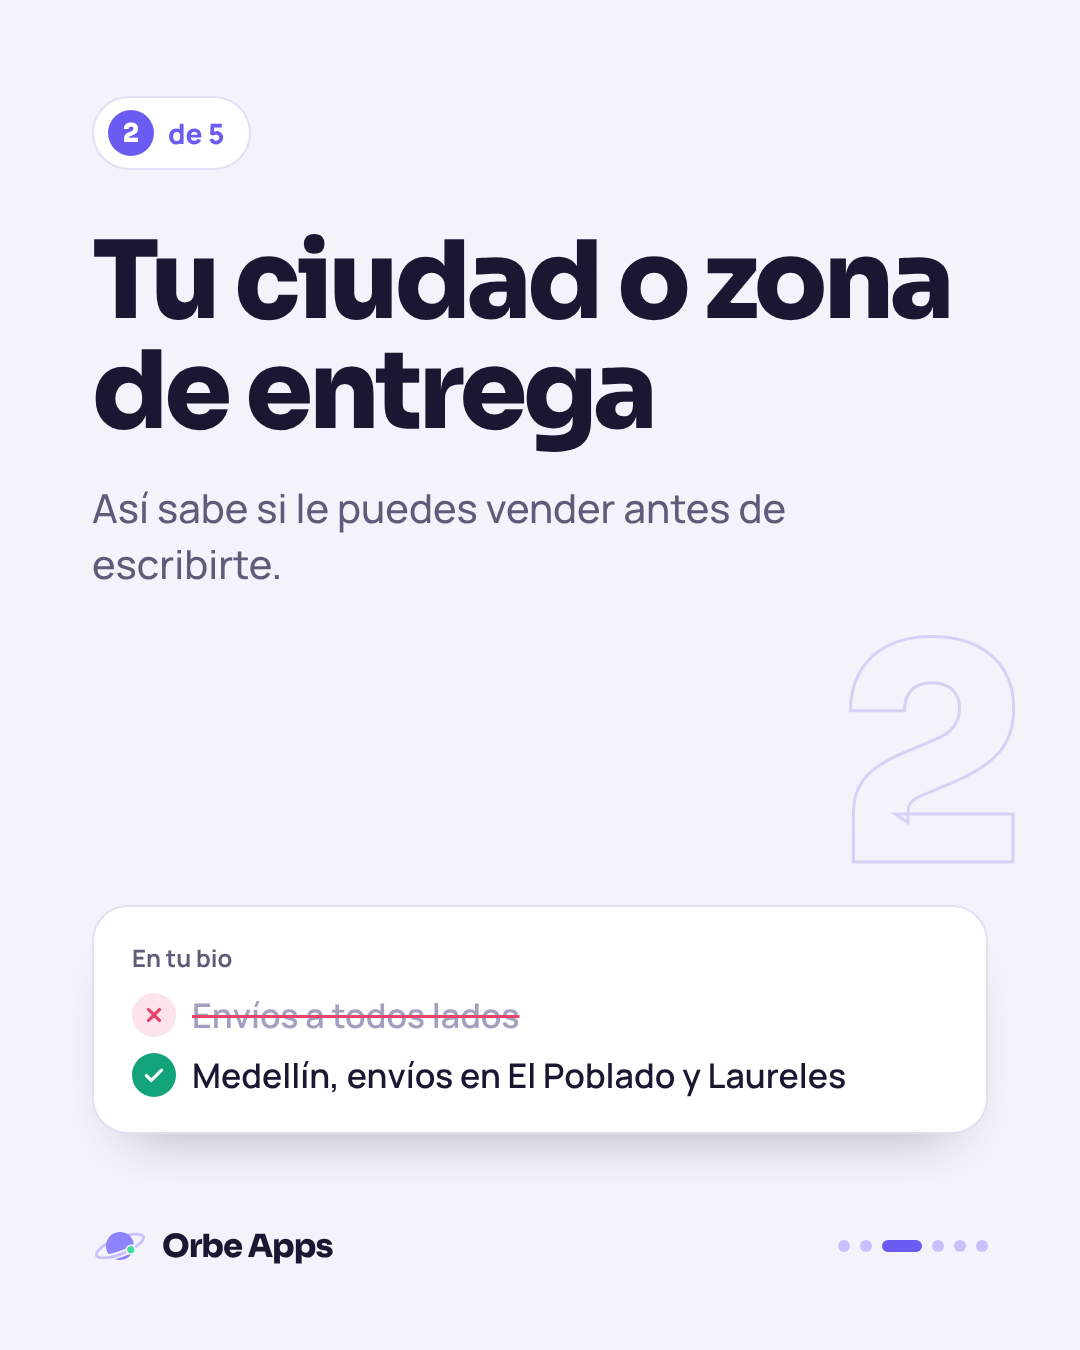 2 de 5
Tu ciudad o zona
de entrega
Así sabe si le puedes vender antes de
escribirte.
2
En tu bio
Envíos a todos lados
Medellín, envíos en El Poblado y Laureles
Orbe Apps